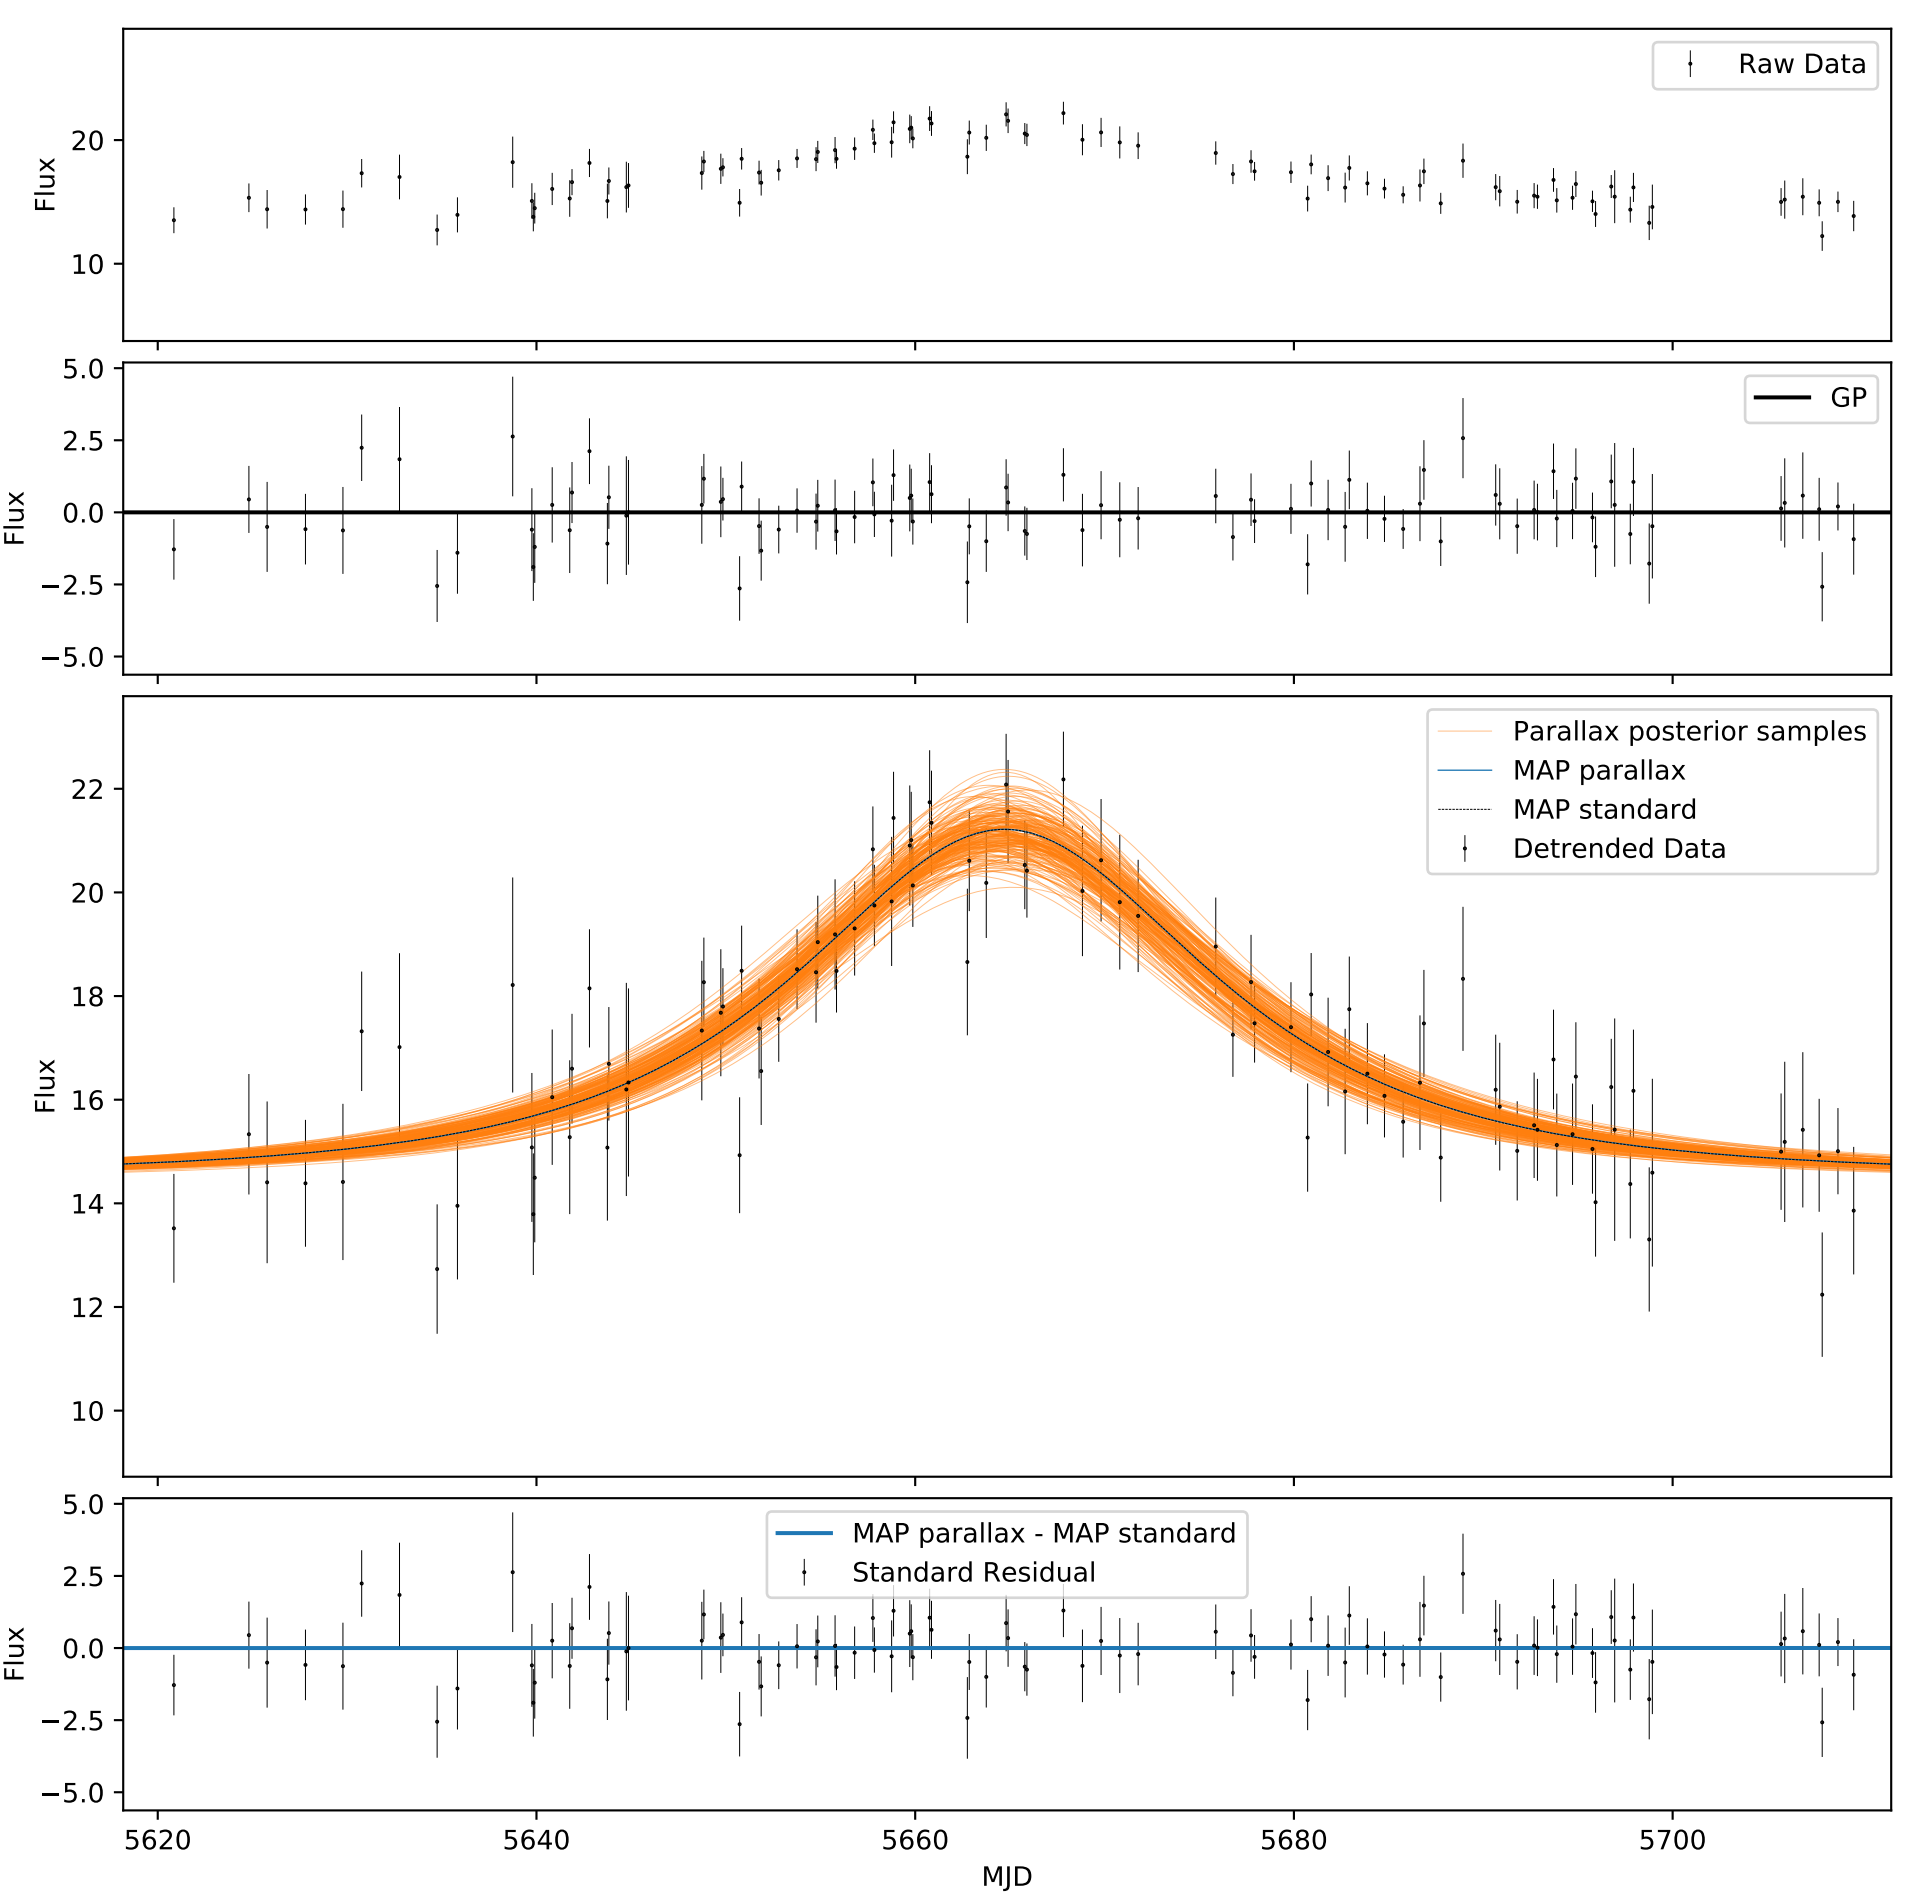 Raw Data
20
10
Flux
GP
5.0
2.5
0.0
−2.5
−5.0
Flux
Parallax posterior samples
MAP parallax
MAP standard
Detrended Data
22
20
18
16
14
12
10
Flux
MAP parallax - MAP standard
Standard Residual
5.0
2.5
0.0
−2.5
−5.0
Flux
5620 5640 5660 5680 5700
MJD